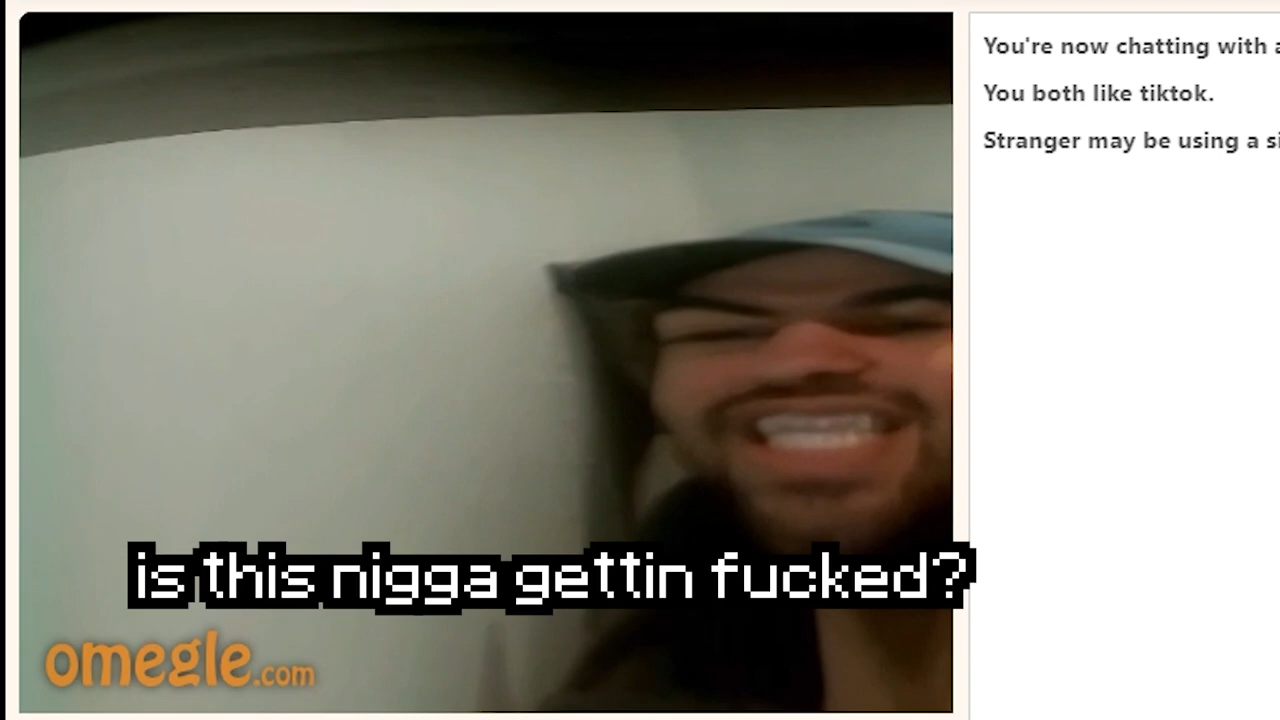 You're now chatting with a
You both like tiktok.
Stranger may be using a si
is this nigga gettin fucked?
omegle.com